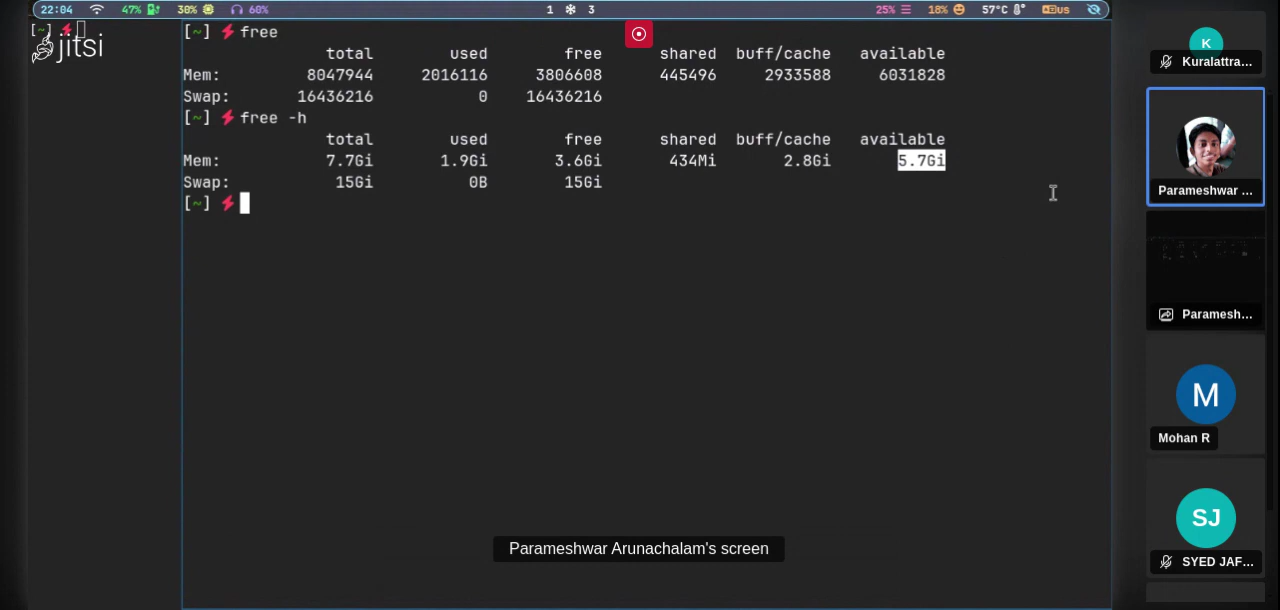 22:04 47% 30% 60% 1 3 25% 18% 57°C us
[~]
jitsi
[~] free
total used free shared buff/cache available
Mem: 8047944 2016116 3806608 445496 2933588 6031828
Swap: 16436216 0 16436216
[~] free -h
total used free shared buff/cache available
Mem: 7.7Gi 1.9Gi 3.6Gi 434Mi 2.8Gi 5.7Gi
Swap: 15Gi 0B 15Gi
[~]
Parameshwar Arunachalam's screen
K
Kuralattra...
Parameshwar ...
Paramesh...
M
Mohan R
SJ
SYED JAF...